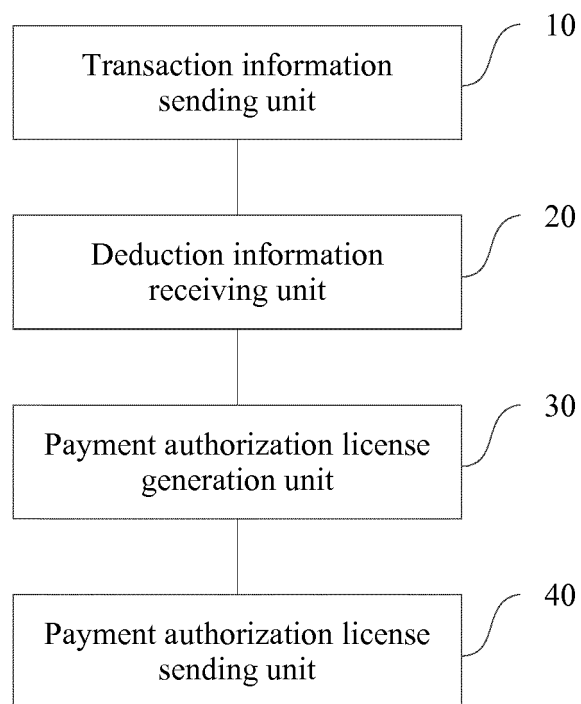 10
Transaction information
sending unit
20
Deduction information
receiving unit
30
Payment authorization license
generation unit
40
Payment authorization license
sending unit